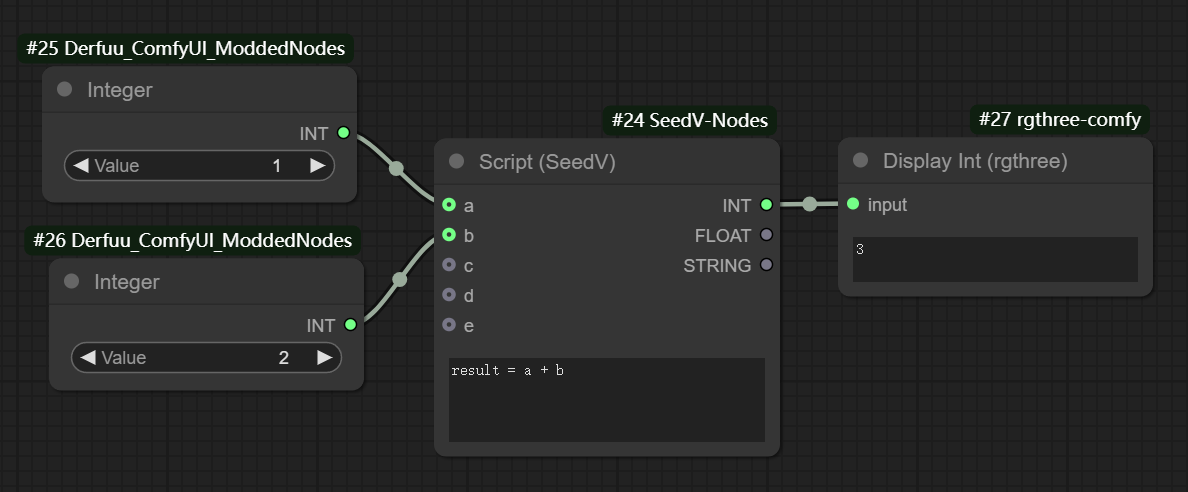 #25 Derfuu_ComfyUI_ModdedNodes
Integer
INT
Value 1
#26 Derfuu_ComfyUI_ModdedNodes
Integer
INT
Value 2
#24 SeedV-Nodes
Script (SeedV)
a INT
b FLOAT
c STRING
d
e
result = a + b
#27 rgthree-comfy
Display Int (rgthree)
input
3